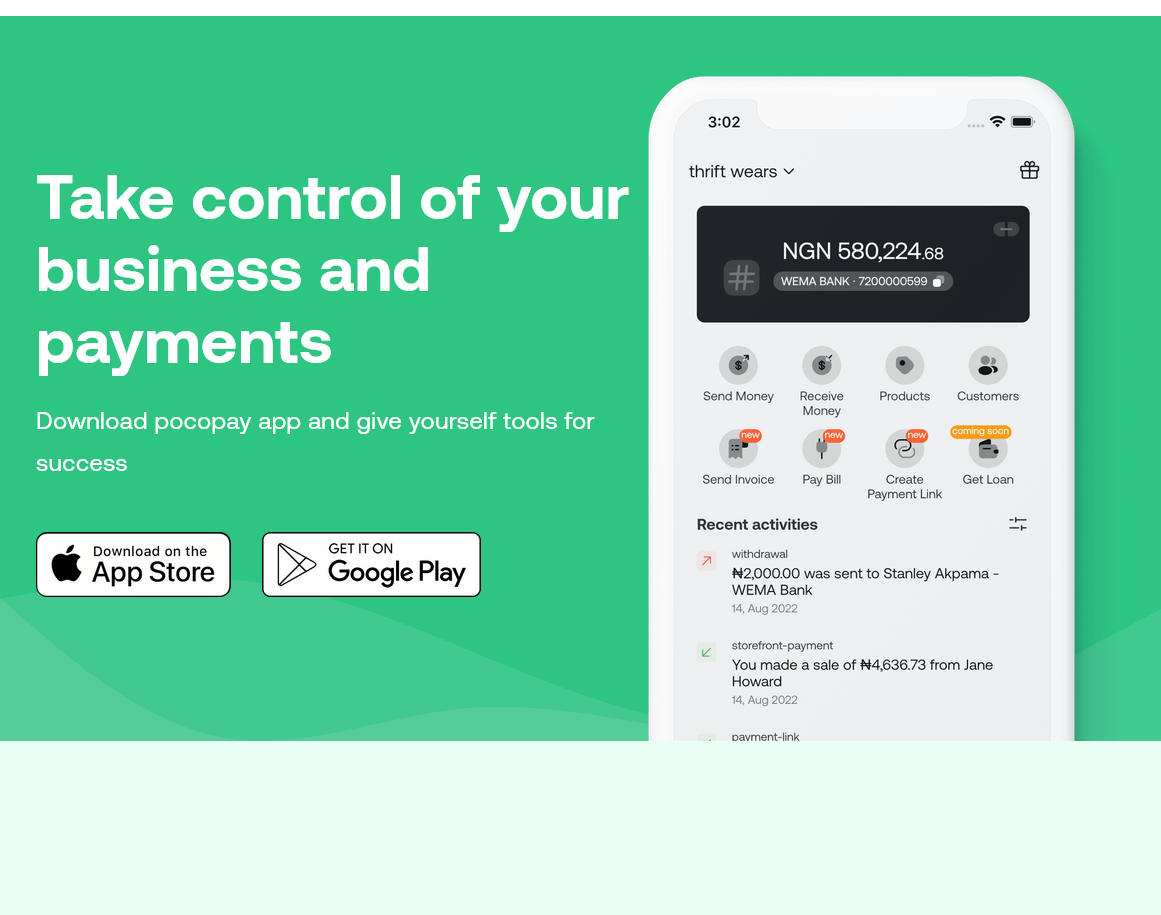 Take control of your
business and
payments
Download pocopay app and give yourself tools for
success
Download on the
App Store
GET IT ON
Google Play
3:02
thrift wears
NGN 580,224.68
WEMA BANK · 7200000599
Send Money
Receive
Money
Products
Customers
new
new
new
coming soon
Send Invoice
Pay Bill
Create
Payment Link
Get Loan
Recent activities
withdrawal
₦2,000.00 was sent to Stanley Akpama -
WEMA Bank
14, Aug 2022
storefront-payment
You made a sale of ₦4,636.73 from Jane
Howard
14, Aug 2022
payment-link